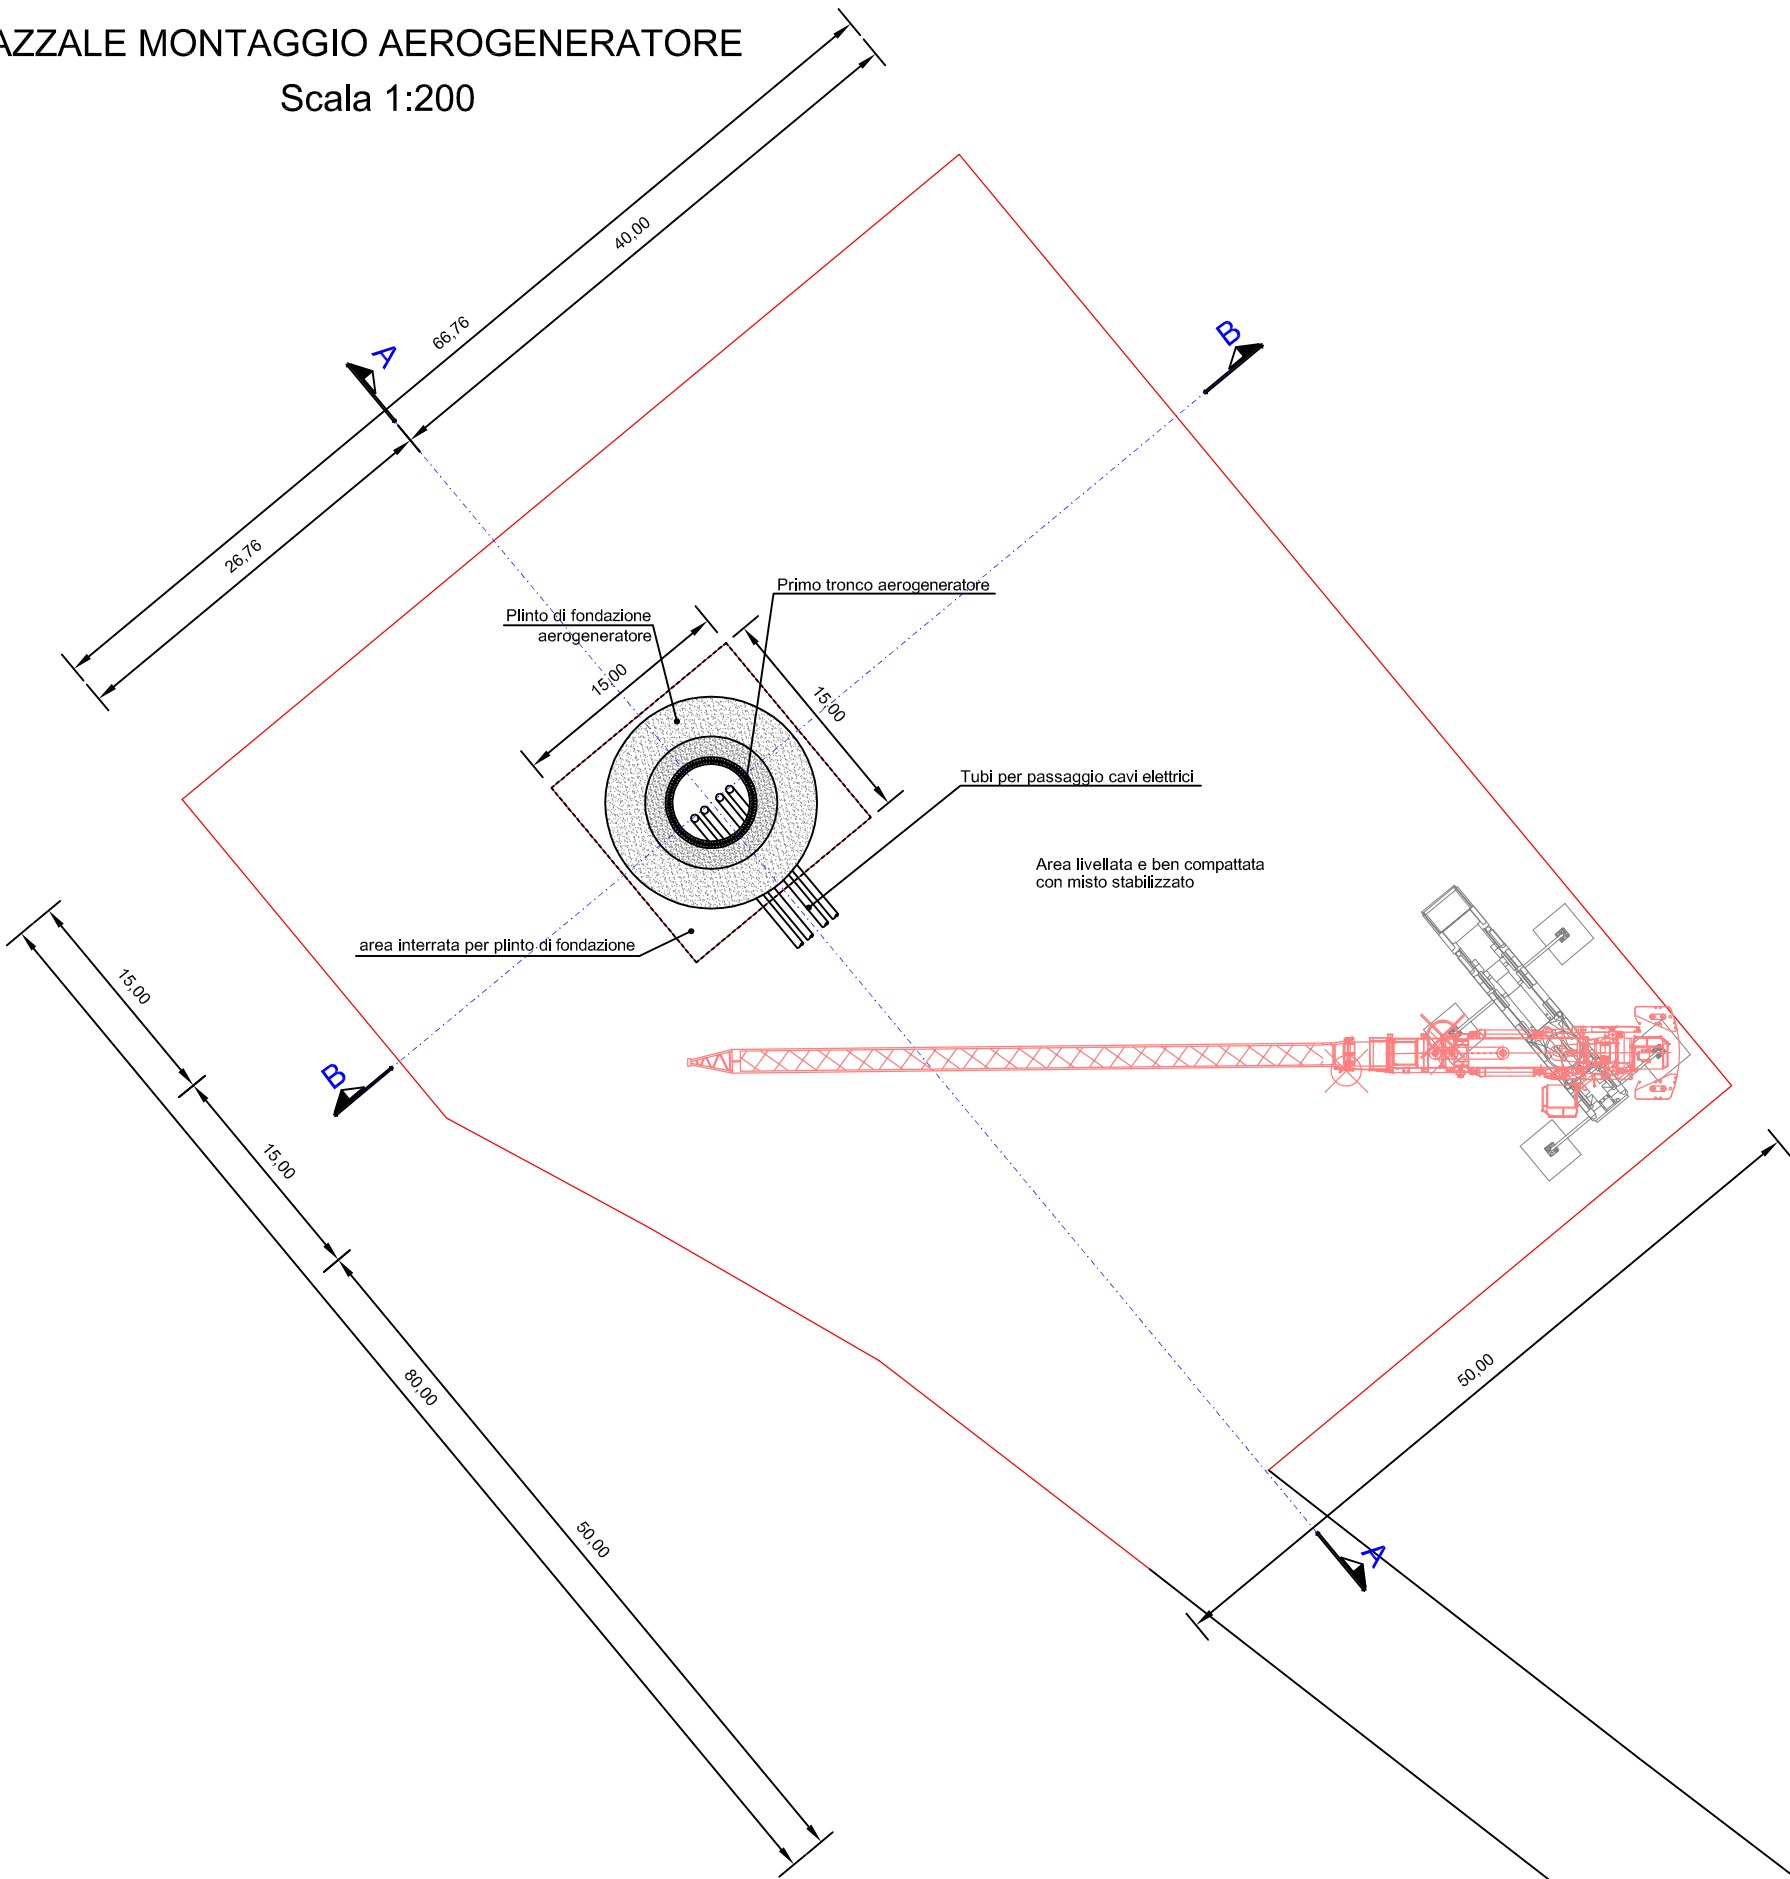 AZZALE MONTAGGIO AEROGENERATORE
Scala 1:200
40,00
66,76
26,76
A
B
Primo tronco aerogeneratore
Plinto di fondazione
aerogeneratore
15,00
15,00
Tubi per passaggio cavi elettrici
Area livellata e ben compattata
con misto stabilizzato
area interrata per plinto di fondazione
B
15,00
15,00
80,00
50,00
50,00
A